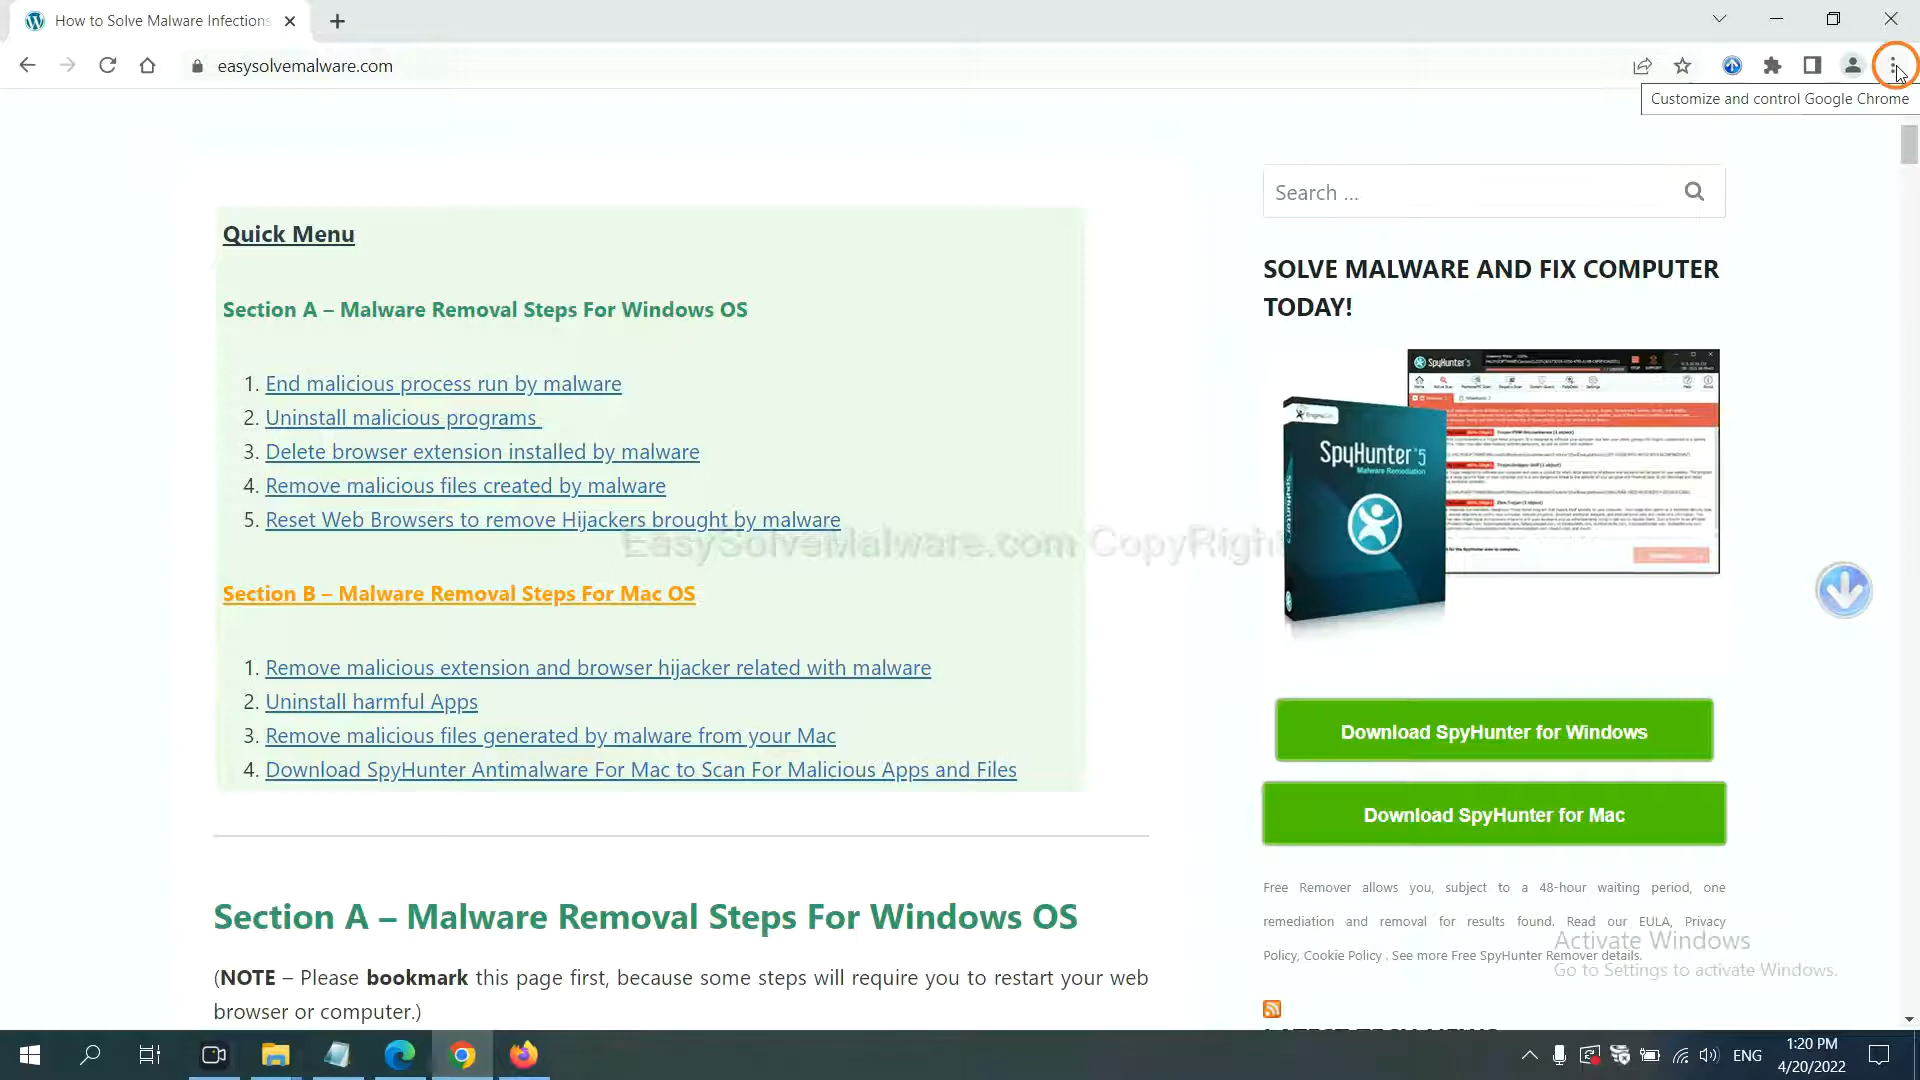 How to Solve Malware Infections
easysolvemalware.com
Customize and control Google Chrome
Search ...
Quick Menu
SOLVE MALWARE AND FIX COMPUTER
TODAY!
Section A – Malware Removal Steps For Windows OS
1. End malicious process run by malware
2. Uninstall malicious programs
3. Delete browser extension installed by malware
4. Remove malicious files created by malware
5. Reset Web Browsers to remove Hijackers brought by malware
EasySolveMalware.com CopyRigh
Section B – Malware Removal Steps For Mac OS
1. Remove malicious extension and browser hijacker related with malware
2. Uninstall harmful Apps
3. Remove malicious files generated by malware from your Mac
4. Download SpyHunter Antimalware For Mac to Scan For Malicious Apps and Files
SpyHunter 5
SpyHunter 5
Malware Remediation
Download SpyHunter for Windows
Download SpyHunter for Mac
Free Remover allows you, subject to a 48-hour waiting period, one
remediation and removal for results found. Read our EULA, Privacy
Policy, Cookie Policy . See more Free SpyHunter Remover details.
Activate Windows
Go to Settings to activate Windows.
Section A – Malware Removal Steps For Windows OS
(NOTE – Please bookmark this page first, because some steps will require you to restart your web
browser or computer.)
LATEST TECH NEWS
ENG
1:20 PM
4/20/2022